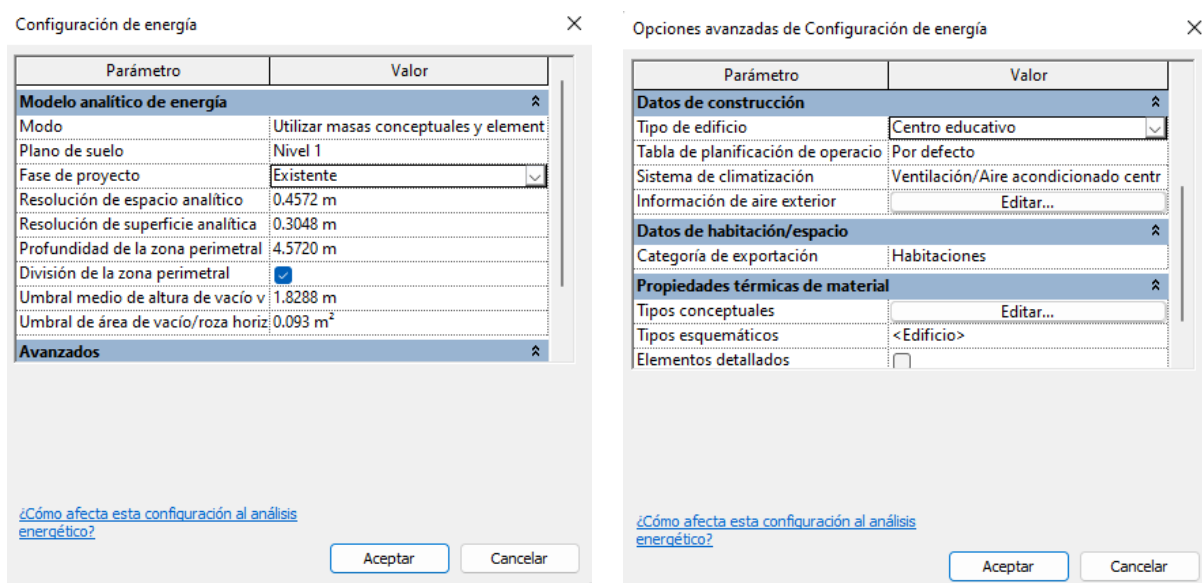 Configuración de energía
Parámetro Valor
Modelo analítico de energía
Modo Utilizar masas conceptuales y element
Plano de suelo Nivel 1
Fase de proyecto Existente
Resolución de espacio analítico 0.4572 m
Resolución de superficie analítica 0.3048 m
Profundidad de la zona perimetral 4.5720 m
División de la zona perimetral
Umbral medio de altura de vacío v 1.8288 m
Umbral de área de vacío/roza horiz 0.093 m²
Avanzados
¿Cómo afecta esta configuración al análisis
energético?
Aceptar Cancelar
Opciones avanzadas de Configuración de energía
Parámetro Valor
Datos de construcción
Tipo de edificio Centro educativo
Tabla de planificación de operacio Por defecto
Sistema de climatización Ventilación/Aire acondicionado centr
Información de aire exterior Editar...
Datos de habitación/espacio
Categoría de exportación Habitaciones
Propiedades térmicas de material
Tipos conceptuales Editar...
Tipos esquemáticos <Edificio>
Elementos detallados
¿Cómo afecta esta configuración al análisis
energético?
Aceptar Cancelar